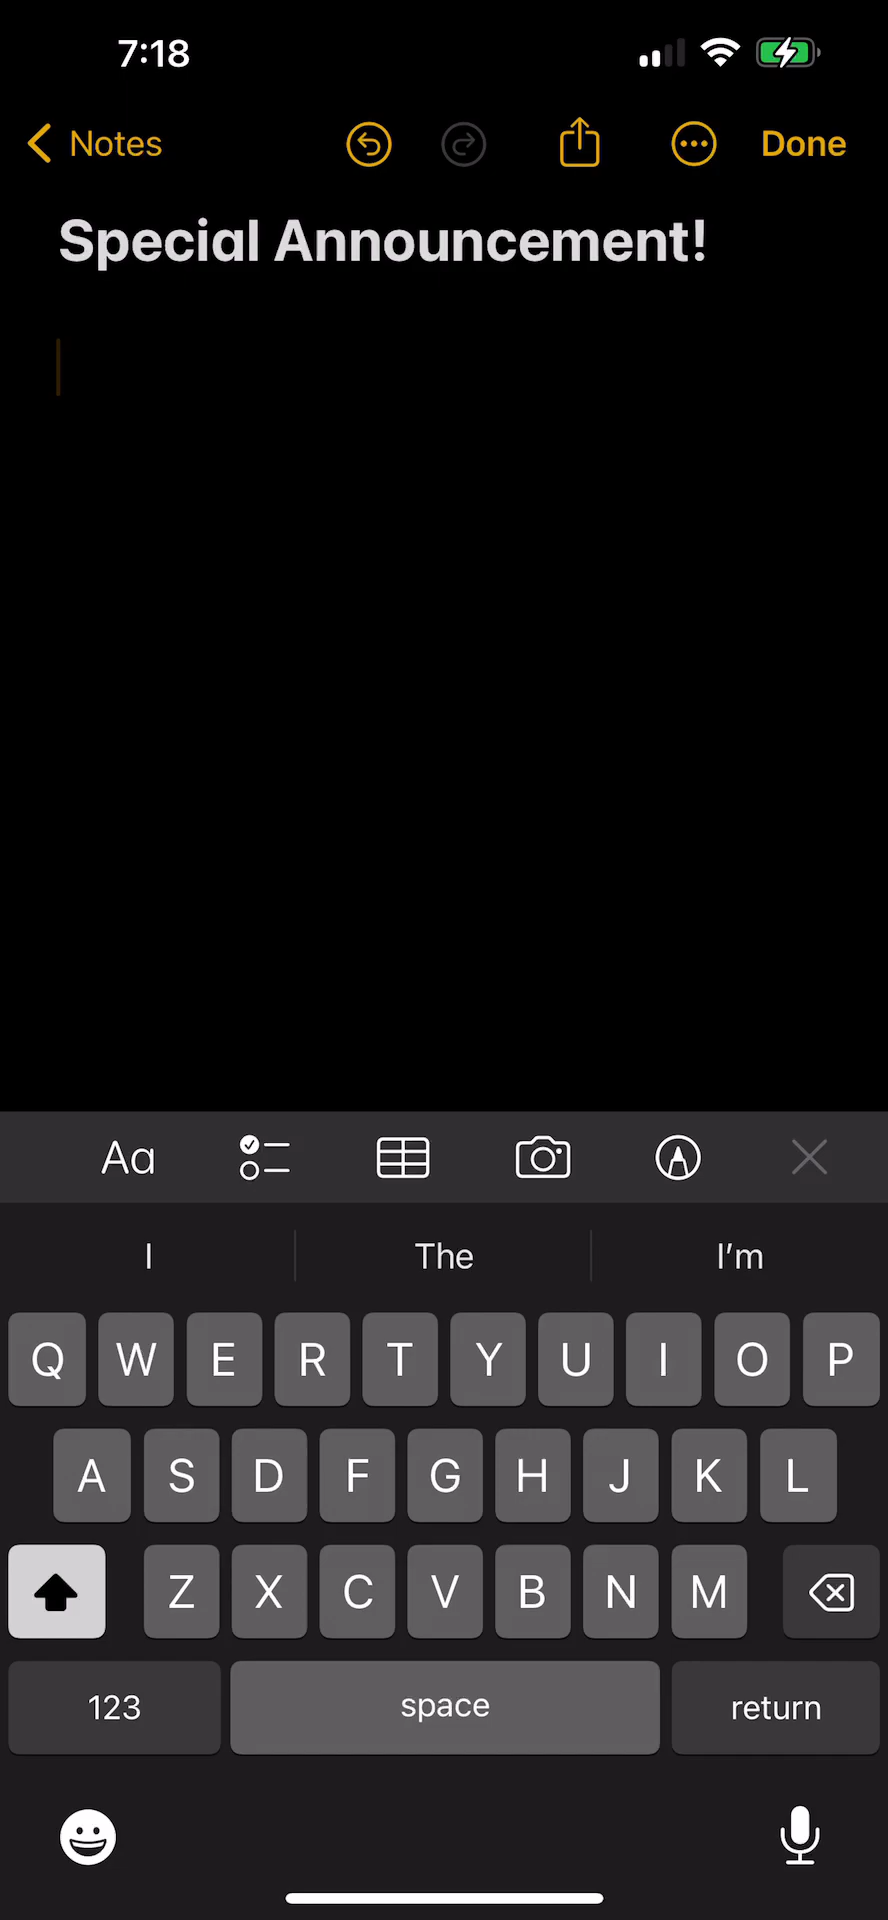 7:18
Notes
Done
Special Announcement!
Aa
I The I’m
Q W E R T Y U I O P
A S D F G H J K L
Z X C V B N M
123 space return